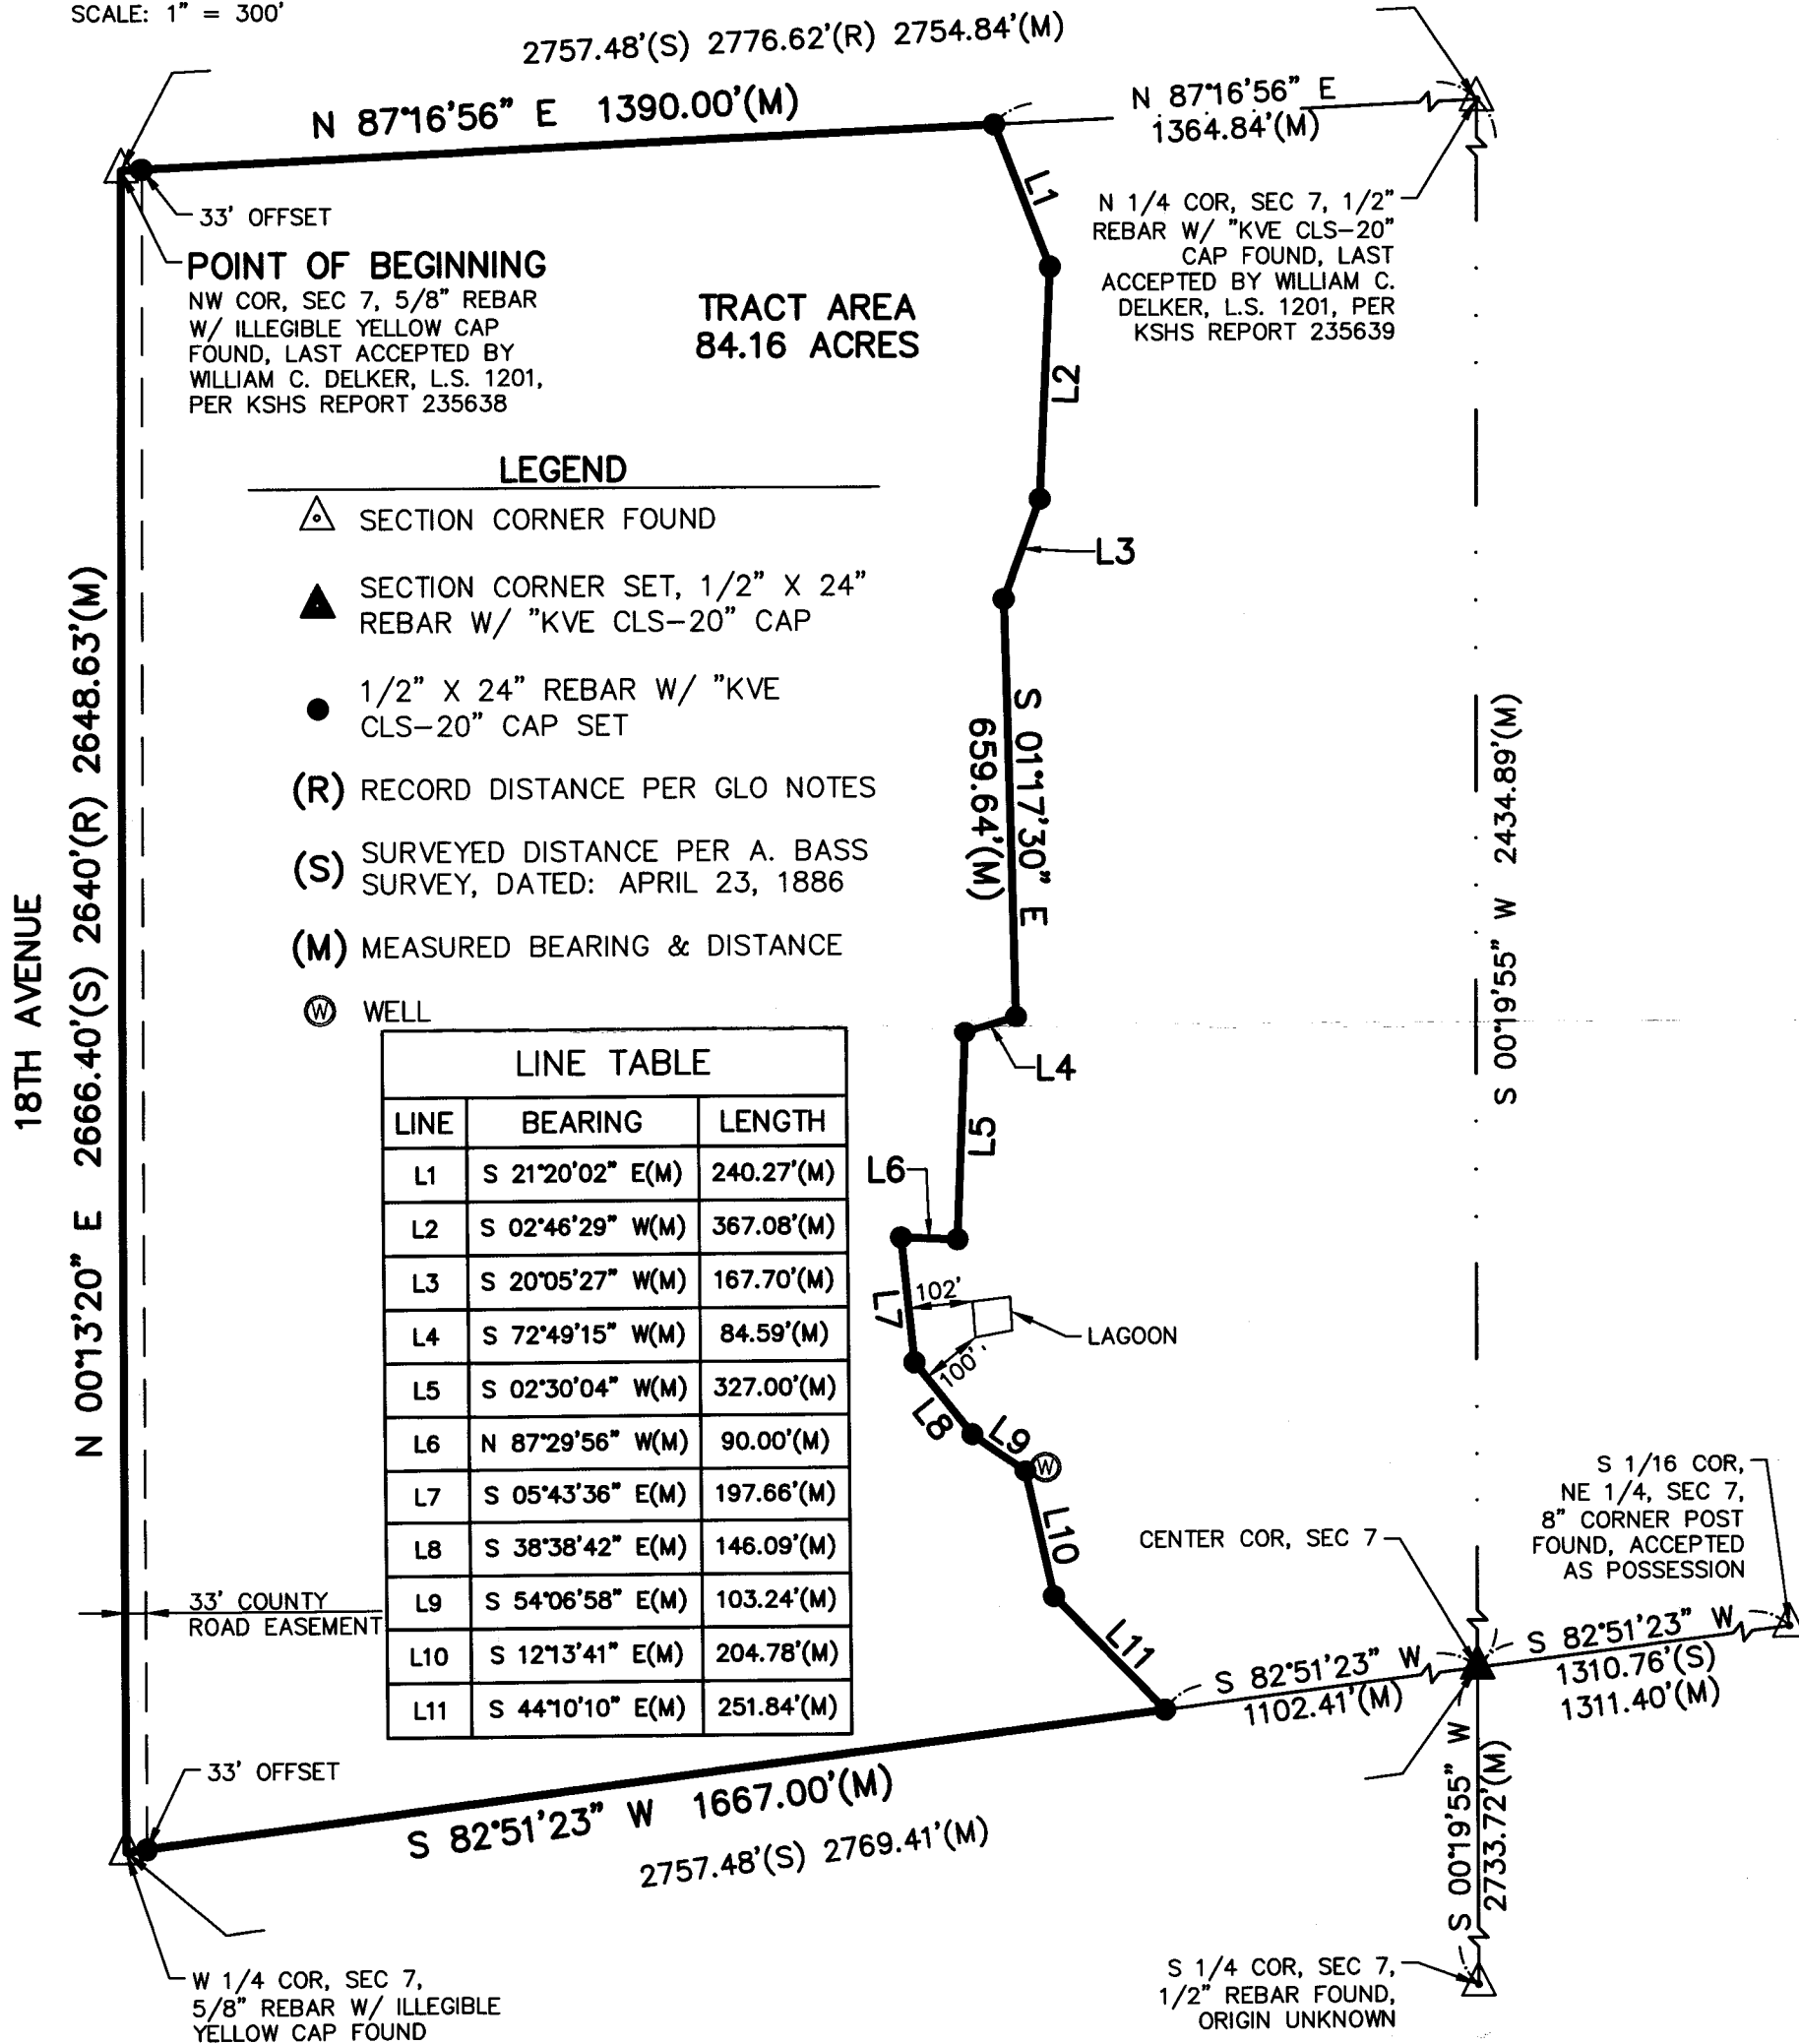 SCALE: 1" = 300'
2757.48'(S) 2776.62'(R) 2754.84'(M)
N 87°16'56" E 1390.00'(M)
N 87°16'56" E
1364.84'(M)
33' OFFSET
POINT OF BEGINNING
NW COR, SEC 7, 5/8" REBAR
W/ ILLEGIBLE YELLOW CAP
FOUND, LAST ACCEPTED BY
WILLIAM C. DELKER, L.S. 1201,
PER KSHS REPORT 235638
TRACT AREA
84.16 ACRES
N 1/4 COR, SEC 7, 1/2"
REBAR W/ "KVE CLS-20"
CAP FOUND, LAST
ACCEPTED BY WILLIAM C.
DELKER, L.S. 1201, PER
KSHS REPORT 235639
L1
L2
L3
S 01°17'30" E
659.64'(M)
L4
L5
L6
L7
L8
L9
L10
L11
LEGEND
SECTION CORNER FOUND
SECTION CORNER SET, 1/2" X 24"
REBAR W/ "KVE CLS-20" CAP
1/2" X 24" REBAR W/ "KVE
CLS-20" CAP SET
(R) RECORD DISTANCE PER GLO NOTES
(S) SURVEYED DISTANCE PER A. BASS
SURVEY, DATED: APRIL 23, 1886
(M) MEASURED BEARING & DISTANCE
W WELL
18TH AVENUE
N 00°13'20" E 2666.40'(S) 2640'(R) 2648.63'(M)
S 00°19'55" W 2434.89'(M)
LINE TABLE
LINE BEARING LENGTH
L1 S 21°20'02" E(M) 240.27'(M)
L2 S 02°46'29" W(M) 367.08'(M)
L3 S 20°05'27" W(M) 167.70'(M)
L4 S 72°49'15" W(M) 84.59'(M)
L5 S 02°30'04" W(M) 327.00'(M)
L6 N 87°29'56" W(M) 90.00'(M)
L7 S 05°43'36" E(M) 197.66'(M)
L8 S 38°38'42" E(M) 146.09'(M)
L9 S 54°06'58" E(M) 103.24'(M)
L10 S 12°13'41" E(M) 204.78'(M)
L11 S 44°10'10" E(M) 251.84'(M)
102'
100'
LAGOON
W
33' COUNTY
ROAD EASEMENT
CENTER COR, SEC 7
S 1/16 COR,
NE 1/4, SEC 7,
8" CORNER POST
FOUND, ACCEPTED
AS POSSESSION
S 82°51'23" W
1102.41'(M)
S 82°51'23" W
1310.76'(S)
1311.40'(M)
33' OFFSET
S 82°51'23" W 1667.00'(M)
2757.48'(S) 2769.41'(M)
S 00°19'55" W
2733.72'(M)
W 1/4 COR, SEC 7,
5/8" REBAR W/ ILLEGIBLE
YELLOW CAP FOUND
S 1/4 COR, SEC 7,
1/2" REBAR FOUND,
ORIGIN UNKNOWN